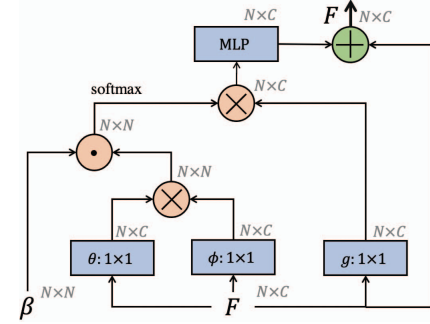 F N×C
N×C
MLP
N×C
softmax
N×N
N×N
N×C N×C N×C
θ: 1×1 ϕ: 1×1 g: 1×1
β N×N F N×C